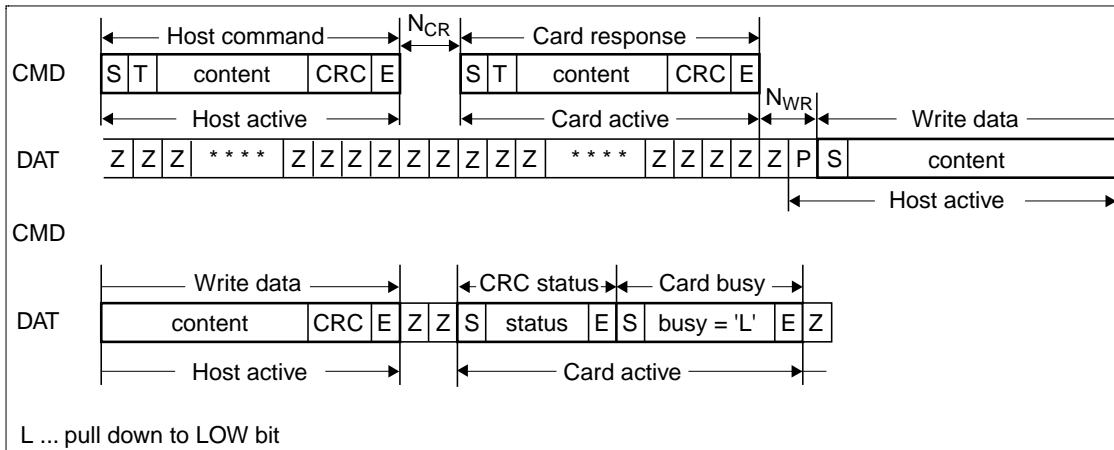 Host command N_CR Card response
CMD S T content CRC E S T content CRC E
Host active Card active N_WR Write data
DAT Z Z Z * * * * Z Z Z Z Z Z Z Z Z * * * * Z Z Z Z Z P S content
Host active
CMD
Write data CRC status Card busy
DAT content CRC E Z Z S status E S busy = 'L' E Z
Host active Card active
L ... pull down to LOW bit